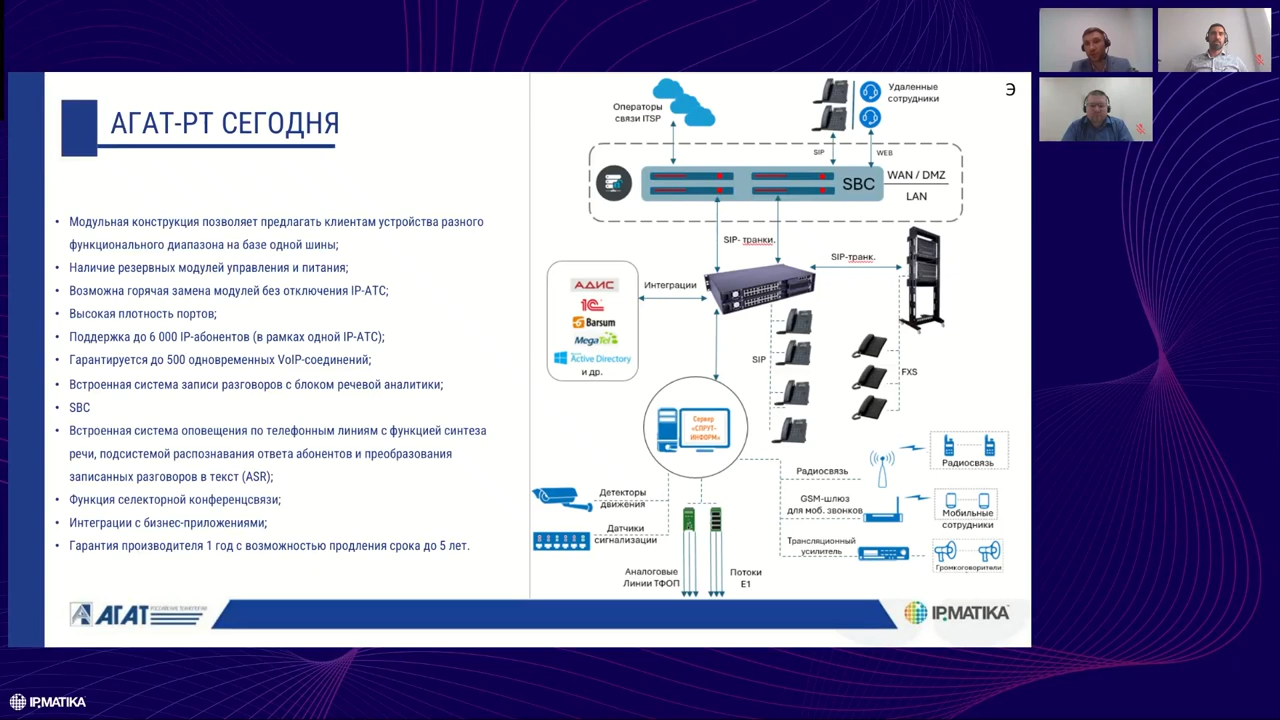 АГАТ-РТ СЕГОДНЯ
• Модульная конструкция позволяет предлагать клиентам устройства разного
функционального диапазона на базе одной шины;
• Наличие резервных модулей управления и питания;
• Возможна горячая замена модулей без отключения IP-АТС;
• Высокая плотность портов;
• Поддержка до 6 000 IP-абонентов (в рамках одной IP-АТС);
• Гарантируется до 500 одновременных VoIP-соединений;
• Встроенная система записи разговоров с блоком речевой аналитики;
• SBC
• Встроенная система оповещения по телефонным линиям с функцией синтеза
речи, подсистемой распознавания ответа абонентов и преобразования
записанных разговоров в текст (ASR);
• Функция селекторной конференцсвязи;
• Интеграции с бизнес-приложениями;
• Гарантия производителя 1 год с возможностью продления срока до 5 лет.
Э
Операторы
связи ITSP
Удаленные
сотрудники
SIP
WEB
SBC
WAN / DMZ
LAN
SIP- транки.
SIP-транк.
Интеграции
АДИС
1С
Barsum
MegaTel
Active Directory
и др.
SIP
FXS
Сервер
«СПРУТ-
ИНФОРМ»
Детекторы
движения
Датчики
сигнализации
Аналоговые
Линии ТФОП
Потоки
Е1
Радиосвязь
Радиосвязь
GSM-шлюз
для моб. звонков
Мобильные
сотрудники
Трансляционный
усилитель
Громкоговорители
АГАТ
РОССИЙСКИЕ ТЕХНОЛОГИИ
IPMATIKA
IPMATIKA